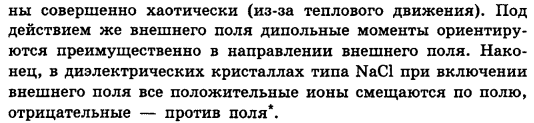 ны совершенно хаотически (из-за теплового движения). Под
действием же внешнего поля дипольные моменты ориентиру-
ются преимущественно в направлении внешнего поля. Нако-
нец, в диэлектрических кристаллах типа NaCl при включении
внешнего поля все положительные ионы смещаются по полю,
отрицательные — против поля*.